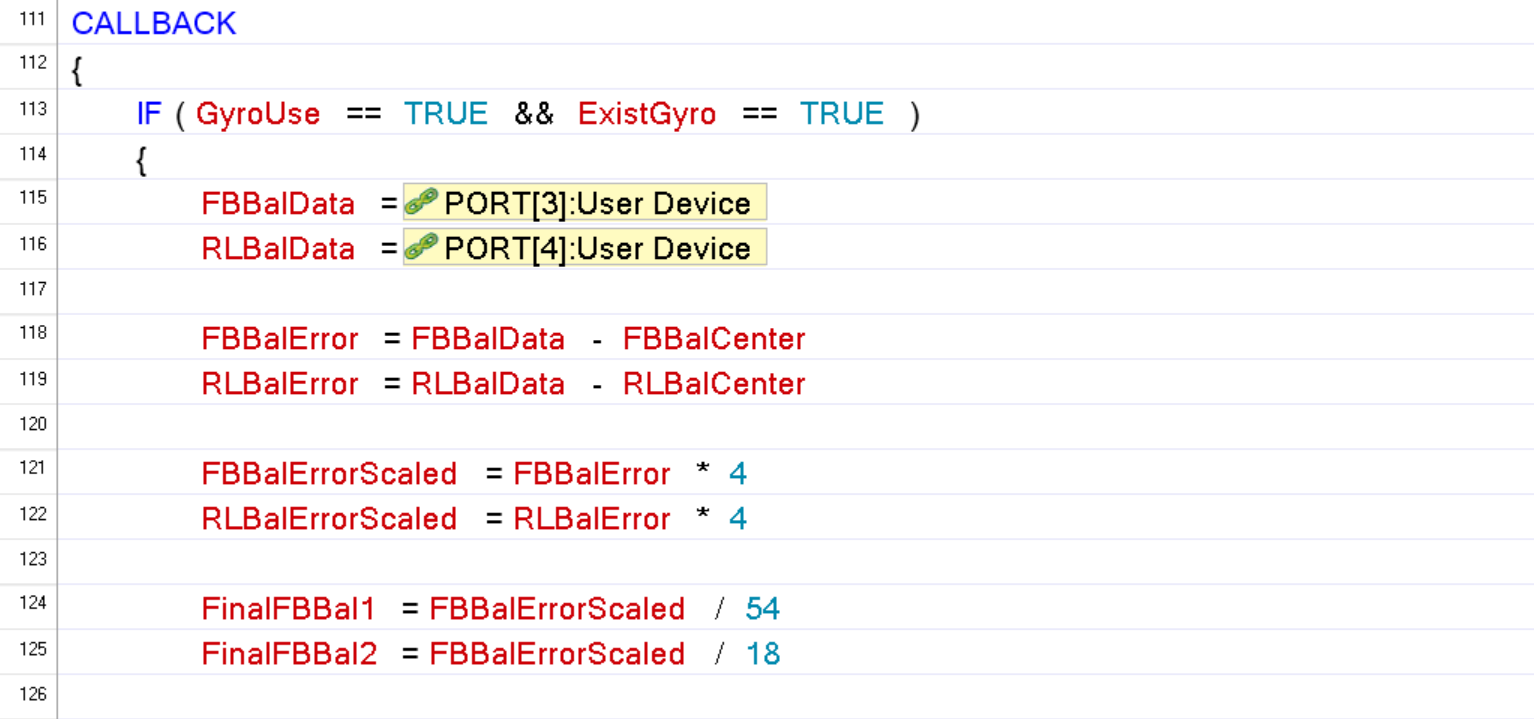 111 CALLBACK
112 {
113 IF ( GyroUse == TRUE && ExistGyro == TRUE )
114 {
115 FBBalData = PORT[3]:User Device
116 RLBalData = PORT[4]:User Device
117
118 FBBalError = FBBalData - FBBalCenter
119 RLBalError = RLBalData - RLBalCenter
120
121 FBBalErrorScaled = FBBalError * 4
122 RLBalErrorScaled = RLBalError * 4
123
124 FinalFBBal1 = FBBalErrorScaled / 54
125 FinalFBBal2 = FBBalErrorScaled / 18
126